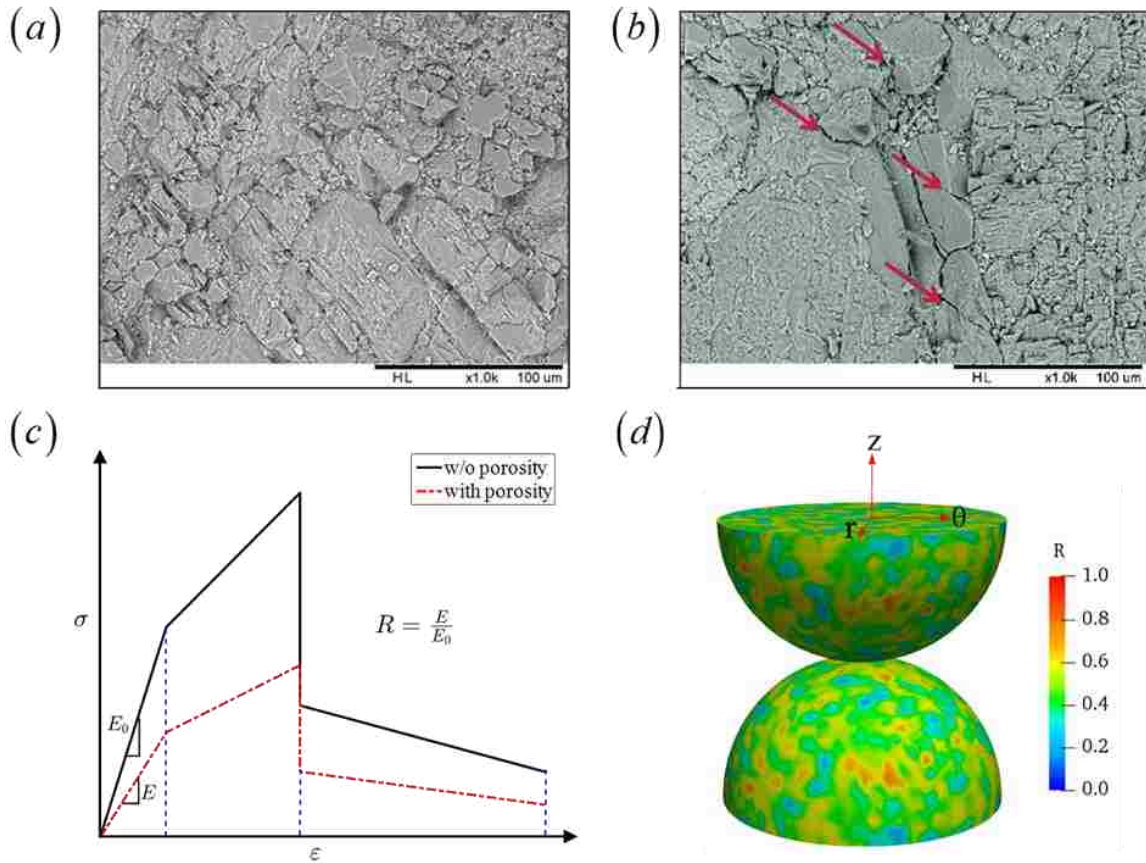 (a)
(b)
HL x1.0k 100 um
HL x1.0k 100 um
(c)
(d)
w/o porosity
with porosity
σ
R = E/E₀
E₀
E
ε
z
θ
r
R
1.0
0.8
0.6
0.4
0.2
0.0